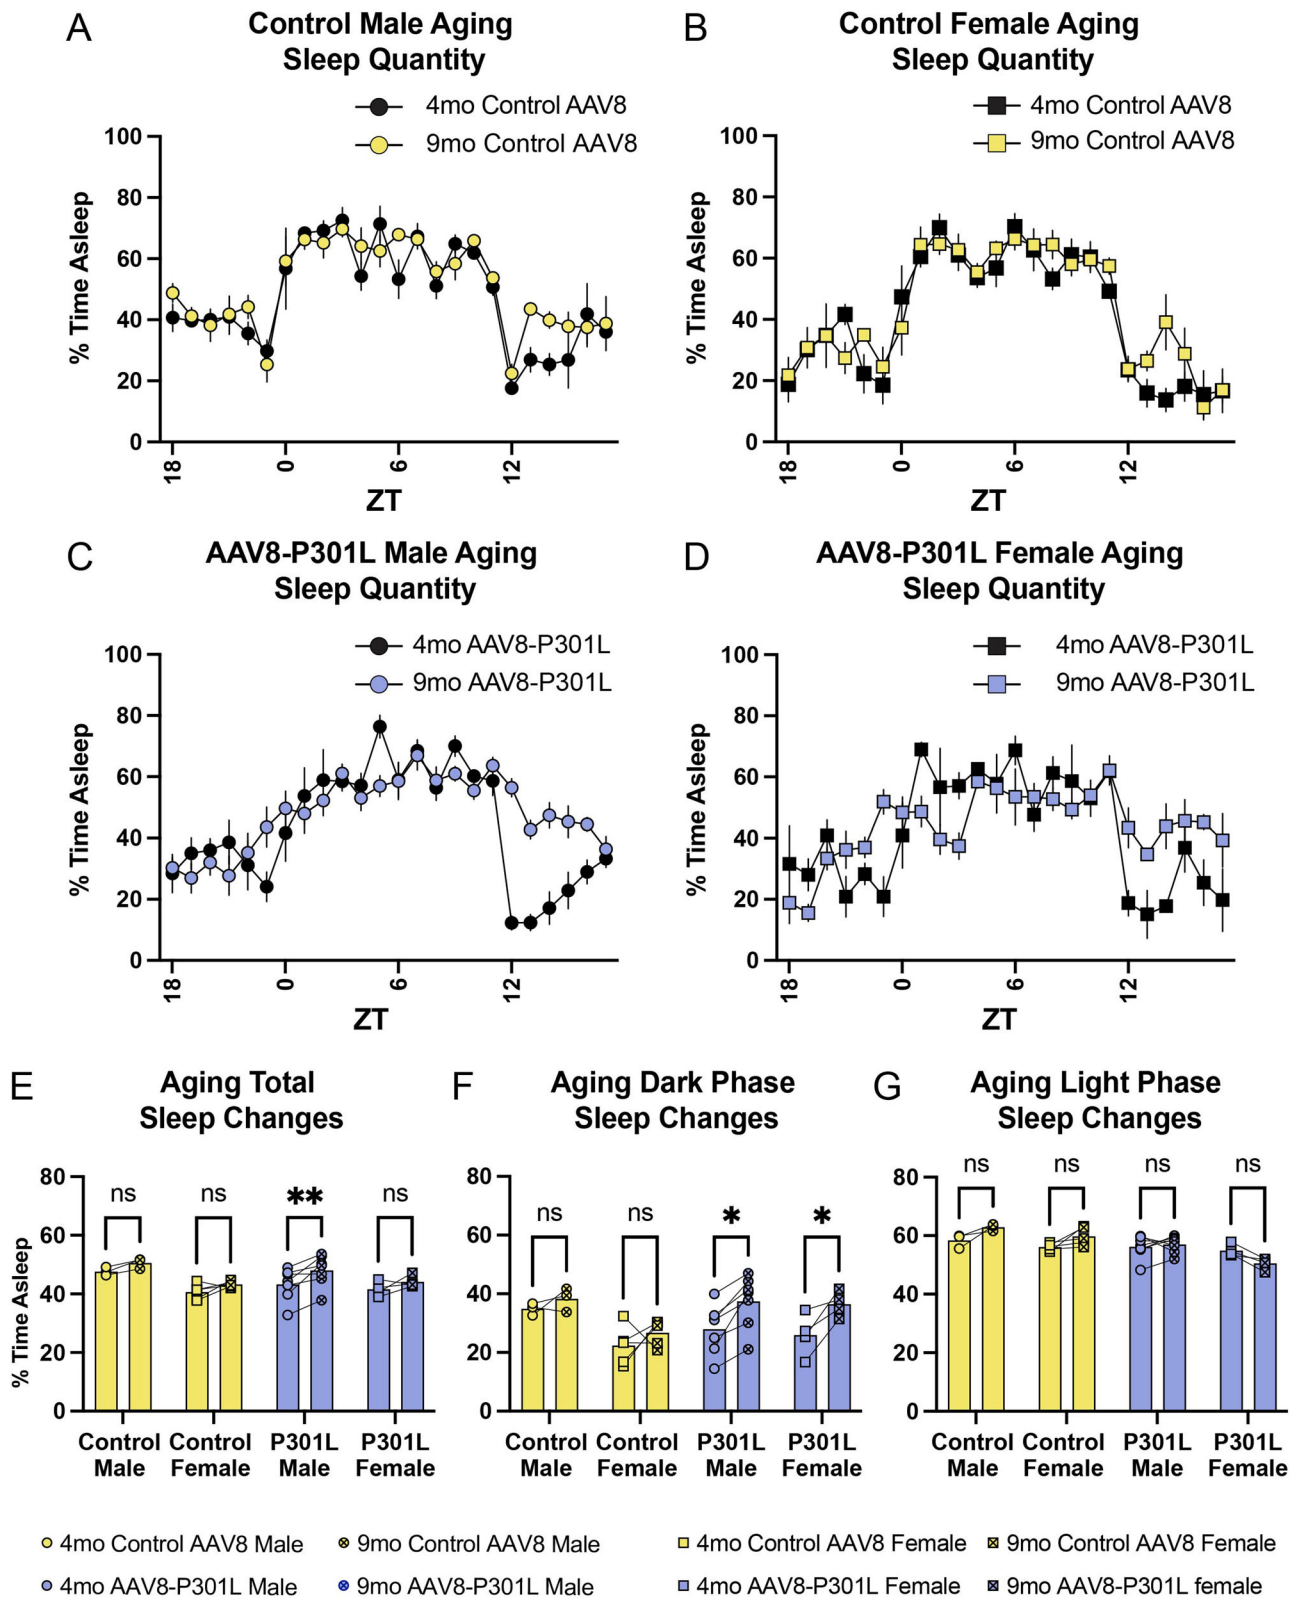 A
Control Male Aging
Sleep Quantity
4mo Control AAV8
9mo Control AAV8
% Time Asleep
100
80
60
40
20
0
18
0
6
12
ZT
B
Control Female Aging
Sleep Quantity
4mo Control AAV8
9mo Control AAV8
% Time Asleep
100
80
60
40
20
0
18
0
6
12
ZT
C
AAV8-P301L Male Aging
Sleep Quantity
4mo AAV8-P301L
9mo AAV8-P301L
% Time Asleep
100
80
60
40
20
0
18
0
6
12
ZT
D
AAV8-P301L Female Aging
Sleep Quantity
4mo AAV8-P301L
9mo AAV8-P301L
% Time Asleep
100
80
60
40
20
0
18
0
6
12
ZT
E
Aging Total
Sleep Changes
% Time Asleep
80
60
40
20
0
ns
ns
**
ns
Control
Male
Control
Female
P301L
Male
P301L
Female
F
Aging Dark Phase
Sleep Changes
80
60
40
20
0
ns
ns
*
*
Control
Male
Control
Female
P301L
Male
P301L
Female
G
Aging Light Phase
Sleep Changes
80
60
40
20
0
ns
ns
ns
ns
Control
Male
Control
Female
P301L
Male
P301L
Female
4mo Control AAV8 Male
9mo Control AAV8 Male
4mo Control AAV8 Female
9mo Control AAV8 Female
4mo AAV8-P301L Male
9mo AAV8-P301L Male
4mo AAV8-P301L Female
9mo AAV8-P301L female